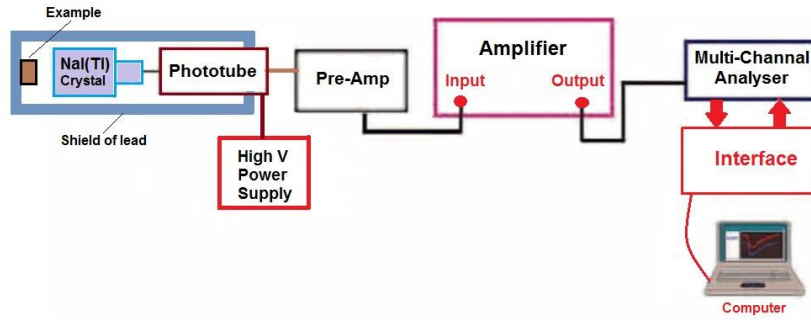 Example
NaI(Tl)
Crystal
Phototube
Pre-Amp
Amplifier
Input
Output
Multi-Channel
Analyser
Shield of lead
High V
Power
Supply
Interface
Computer